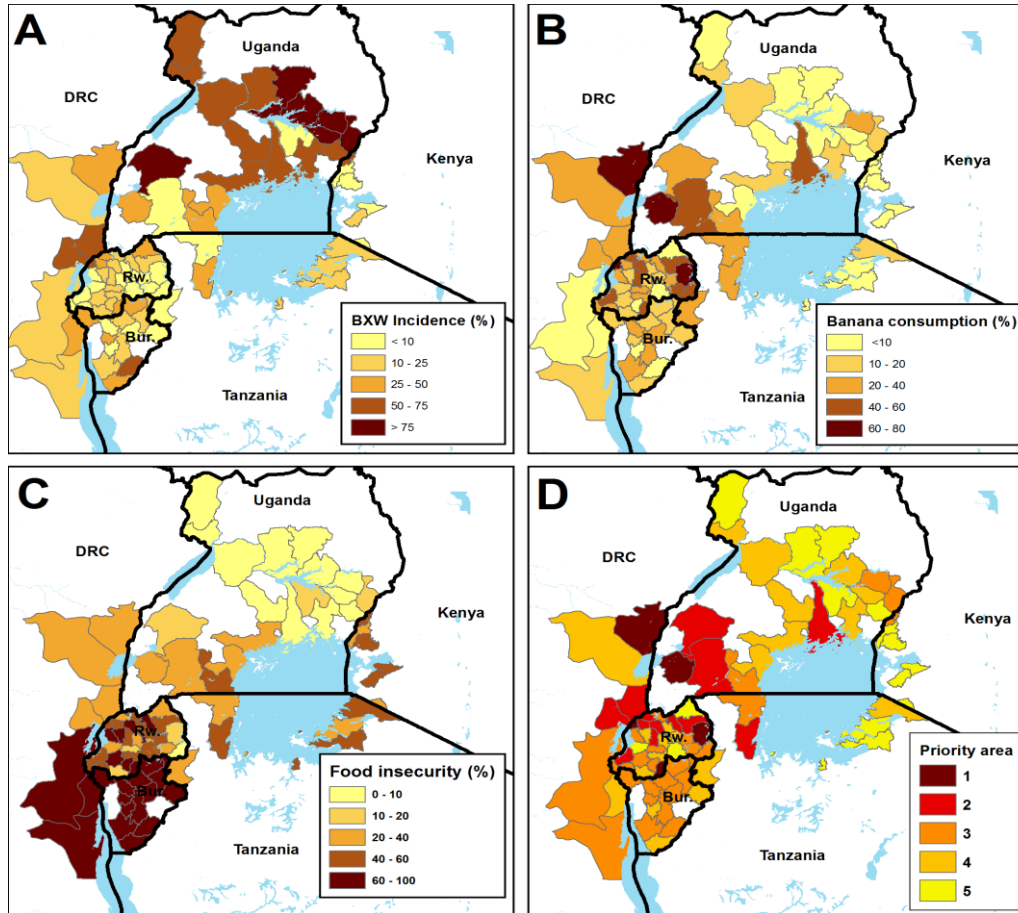 A
Uganda
DRC
Kenya
Rw.
Bur.
Tanzania
BXW Incidence (%)
< 10
10 - 25
25 - 50
50 - 75
> 75
B
Uganda
DRC
Kenya
Rw.
Bur.
Tanzania
Banana consumption (%)
<10
10 - 20
20 - 40
40 - 60
60 - 80
C
Uganda
DRC
Kenya
Rw.
Bur.
Tanzania
Food insecurity (%)
0 - 10
10 - 20
20 - 40
40 - 60
60 - 100
D
Uganda
DRC
Kenya
Rw.
Bur.
Tanzania
Priority area
1
2
3
4
5